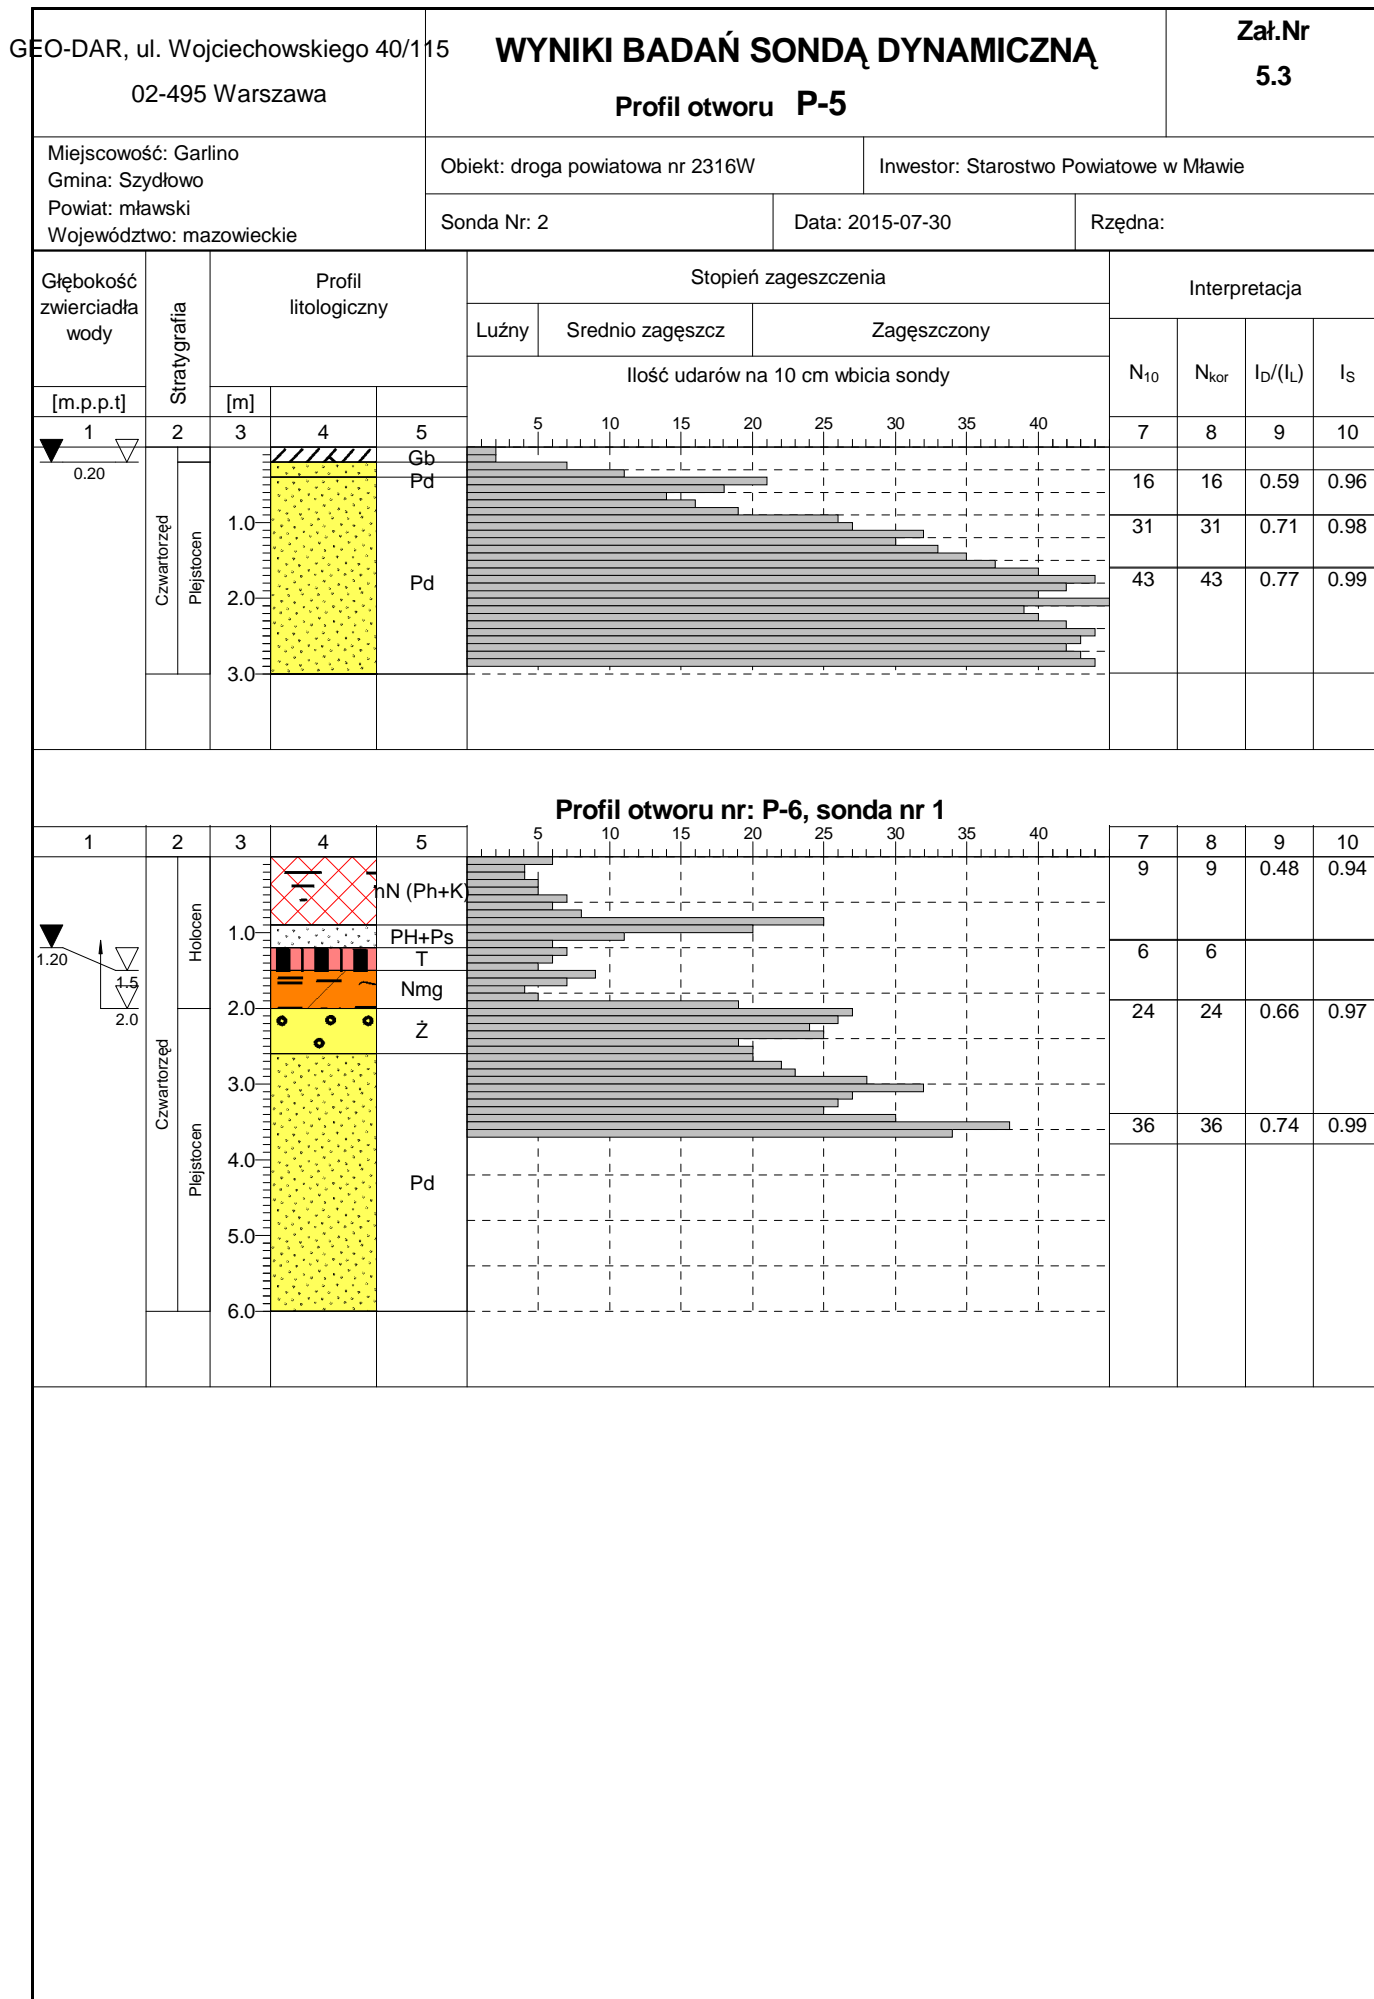 GEO-DAR, ul. Wojciechowskiego 40/115
02-495 Warszawa
WYNIKI BADAŃ SONDĄ DYNAMICZNĄ
Profil otworu P-5
Zał.Nr
5.3
Miejscowość: Garlino
Gmina: Szydłowo
Powiat: mławski
Województwo: mazowieckie
Obiekt: droga powiatowa nr 2316W
Inwestor: Starostwo Powiatowe w Mławie
Sonda Nr: 2
Data: 2015-07-30
Rzędna:
Głębokość
zwierciadła
wody
[m.p.p.t]
Stratygrafia
Profil
litologiczny
[m]
Stopień zageszczenia
Luźny
Srednio zagęszcz
Zagęszczony
Ilość udarów na 10 cm wbicia sondy
Interpretacja
N10 Nkor ID/(IL) IS
1 2 3 4 5
5 10 15 20 25 30 35 40
7 8 9 10
0.20
Czwartorzęd
Plejstocen
1.0
2.0
3.0
Gb
Pd
Pd
16 16 0.59 0.96
31 31 0.71 0.98
43 43 0.77 0.99
Profil otworu nr: P-6, sonda nr 1
1 2 3 4 5
5 10 15 20 25 30 35 40
7 8 9 10
1.20
1.5
2.0
Czwartorzęd
Holocen
Plejstocen
1.0
2.0
3.0
4.0
5.0
6.0
nN (Ph+K)
PH+Ps
T
Nmg
Ż
Pd
9 9 0.48 0.94
6 6
24 24 0.66 0.97
36 36 0.74 0.99